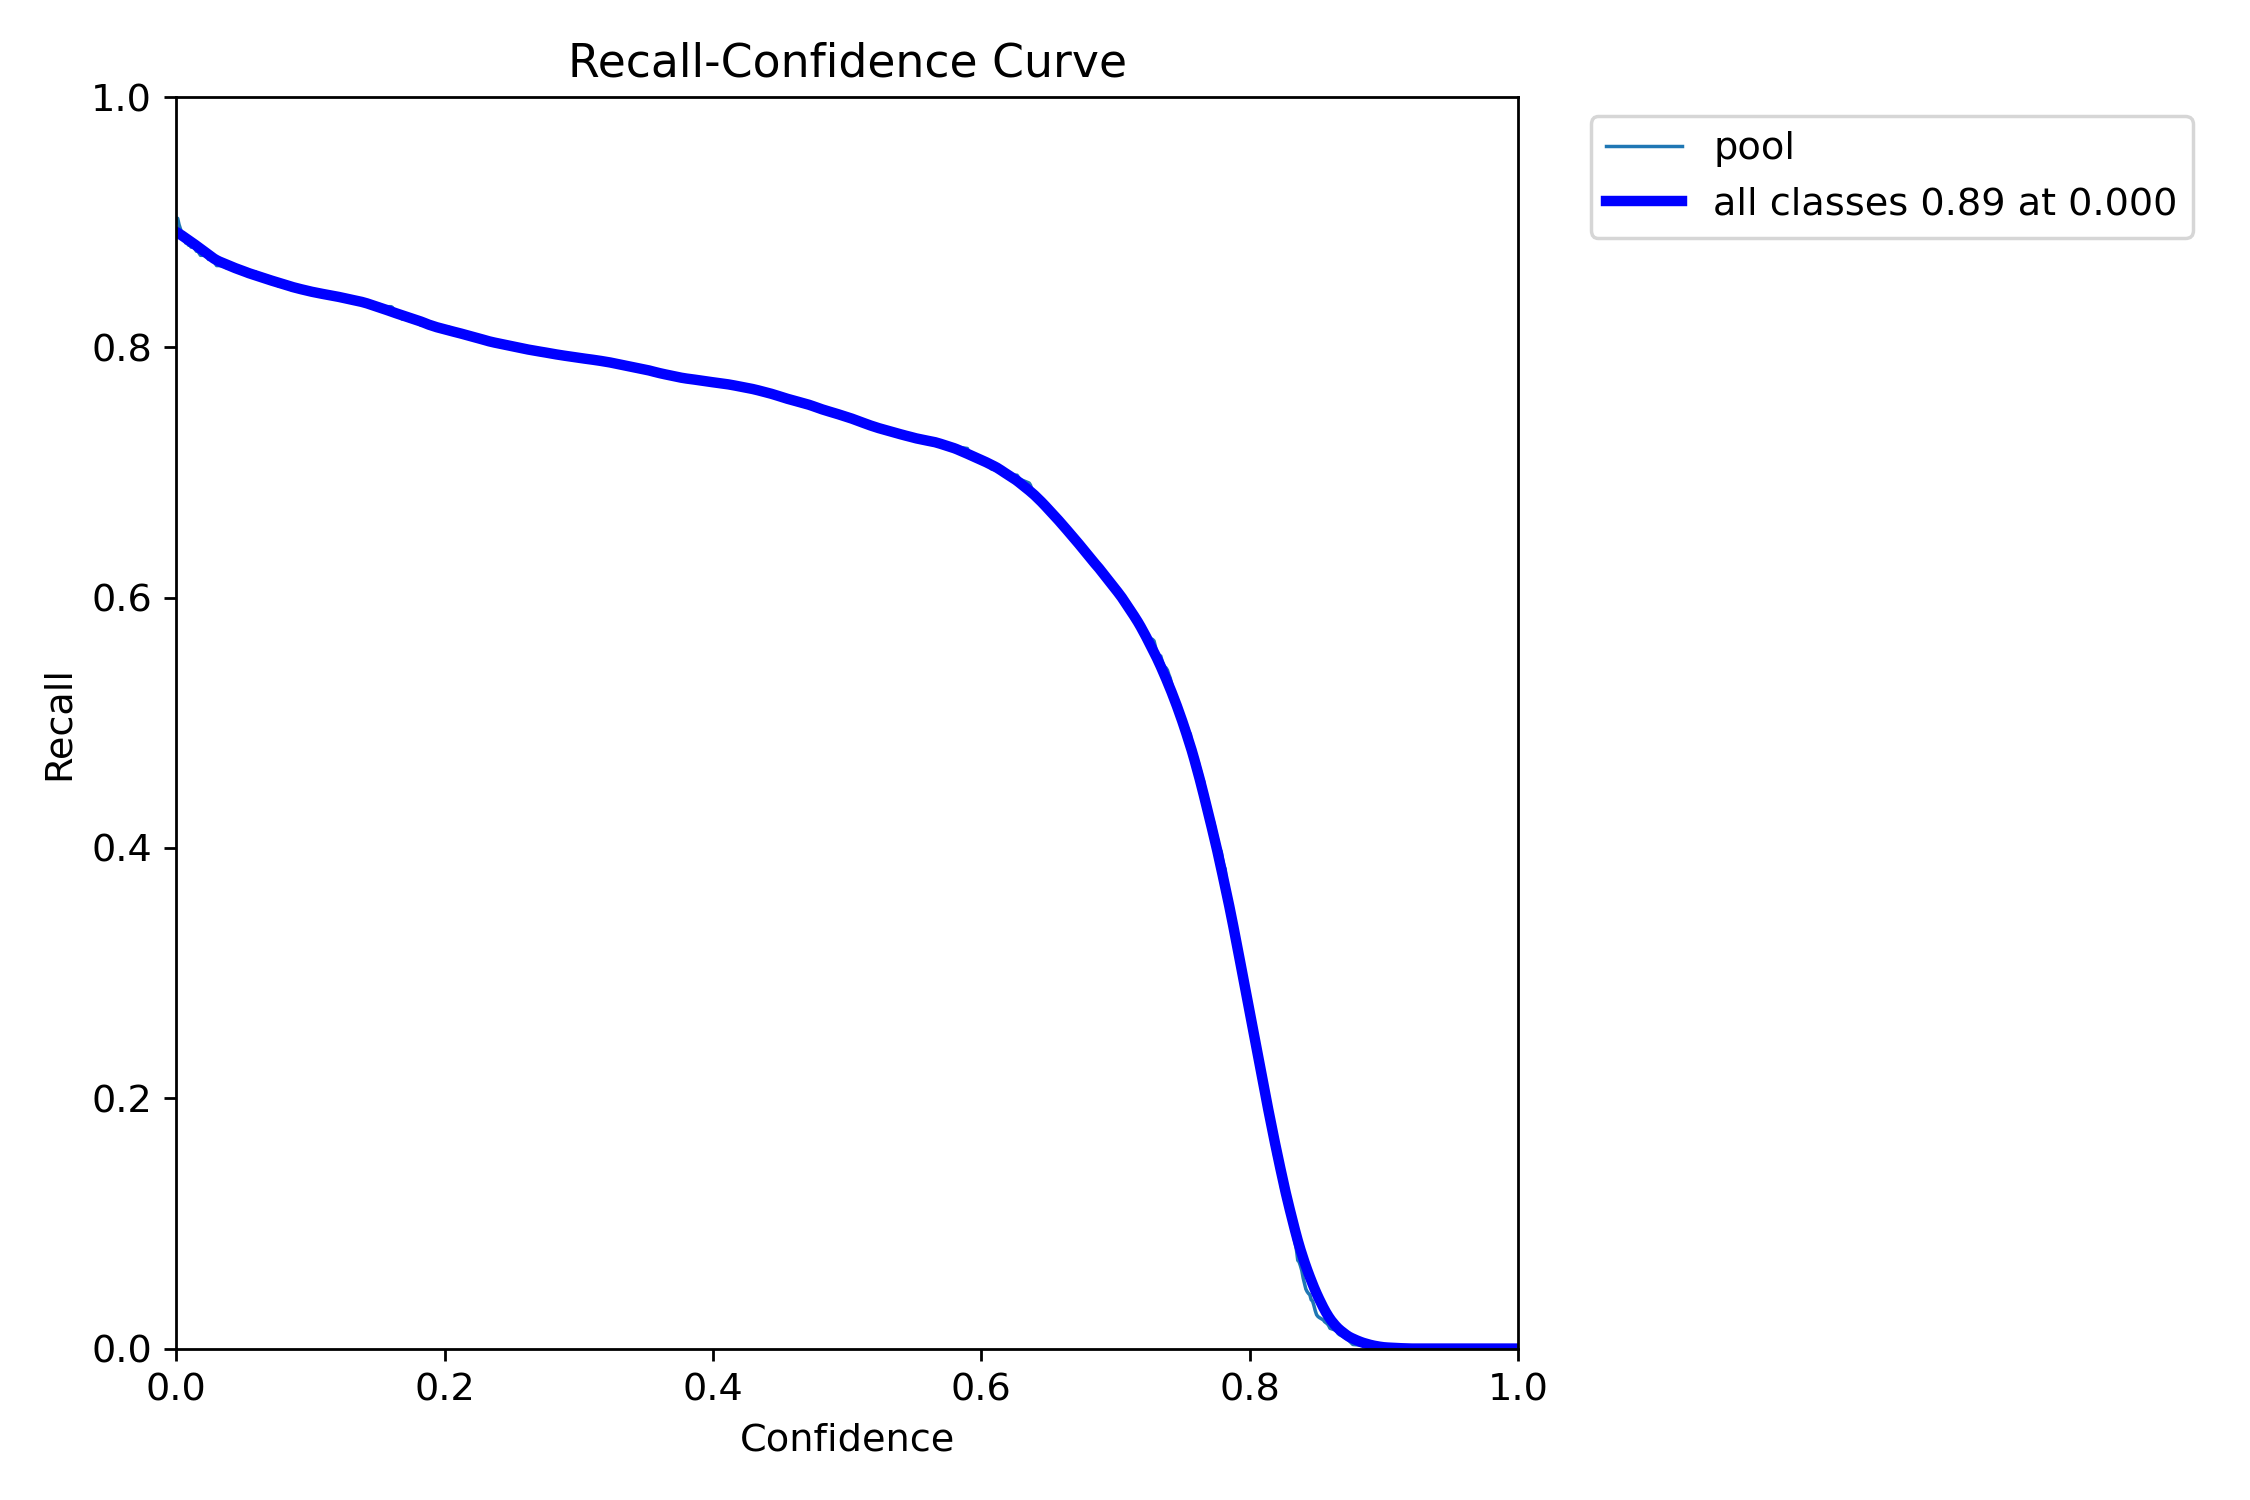 Recall-Confidence Curve
1.0
0.8
0.6
0.4
0.2
0.0
Recall
0.0 0.2 0.4 0.6 0.8 1.0
Confidence
pool
all classes 0.89 at 0.000